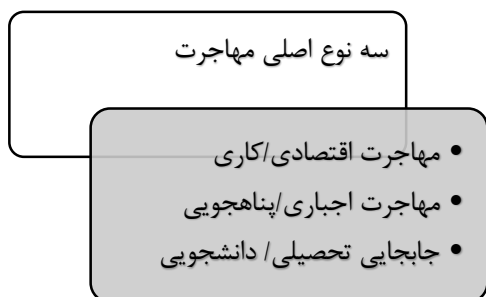 سه نوع اصلی مهاجرت
• مهاجرت اقتصادی/کاری
• مهاجرت اجباری/پناهجویی
• جابجایی تحصیلی/ دانشجویی